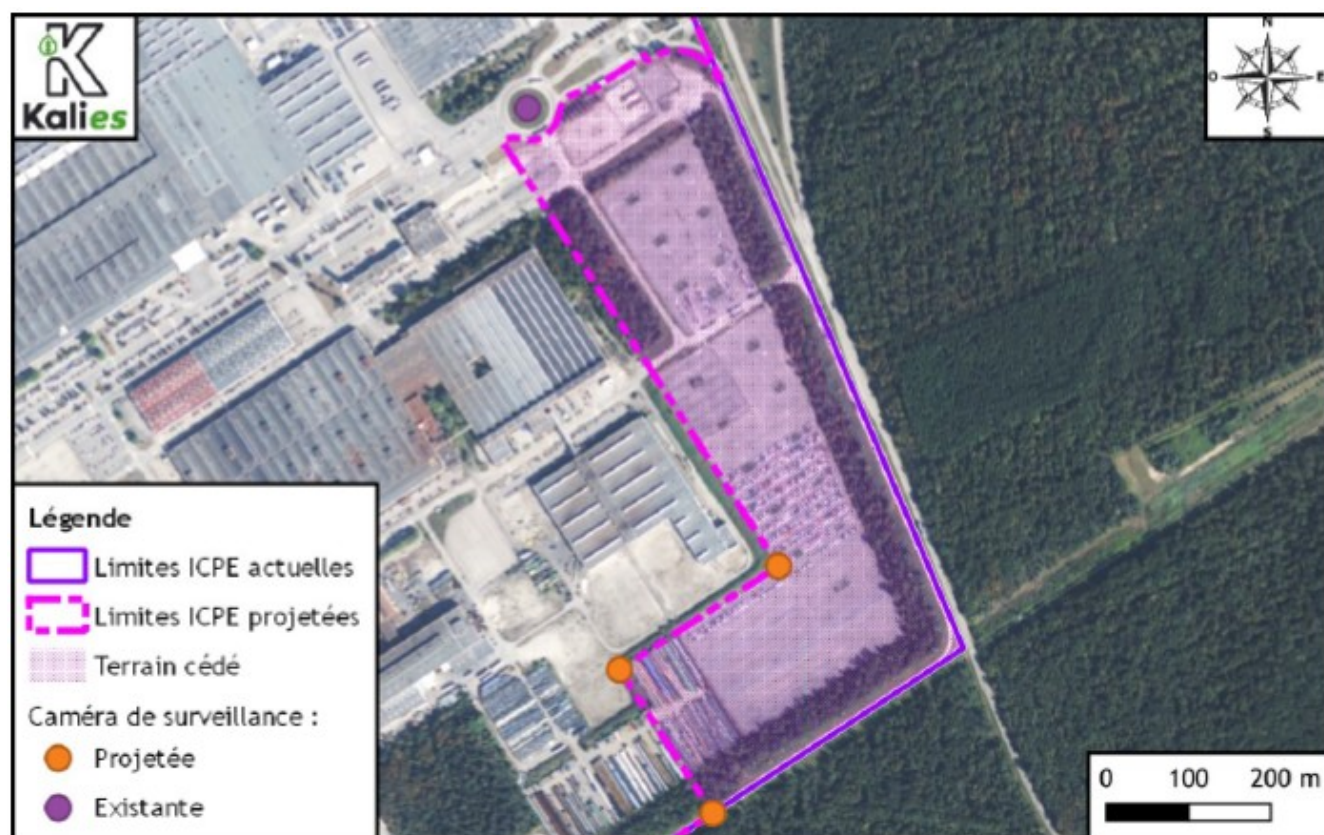 Kalies
N
O
E
S
Légende
Limites ICPE actuelles
Limites ICPE projetées
Terrain cédé
Caméra de surveillance :
Projetée
Existante
0 100 200 m